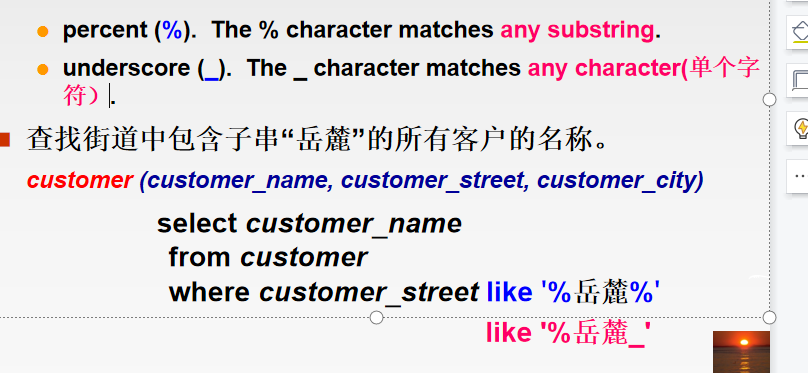 percent (%). The % character matches any substring.
underscore (_). The _ character matches any character(单个字
符）.
查找街道中包含子串“岳麓”的所有客户的名称。
customer (customer_name, customer_street, customer_city)
select customer_name
from customer
where customer_street like '%岳麓%'
like '%岳麓_'